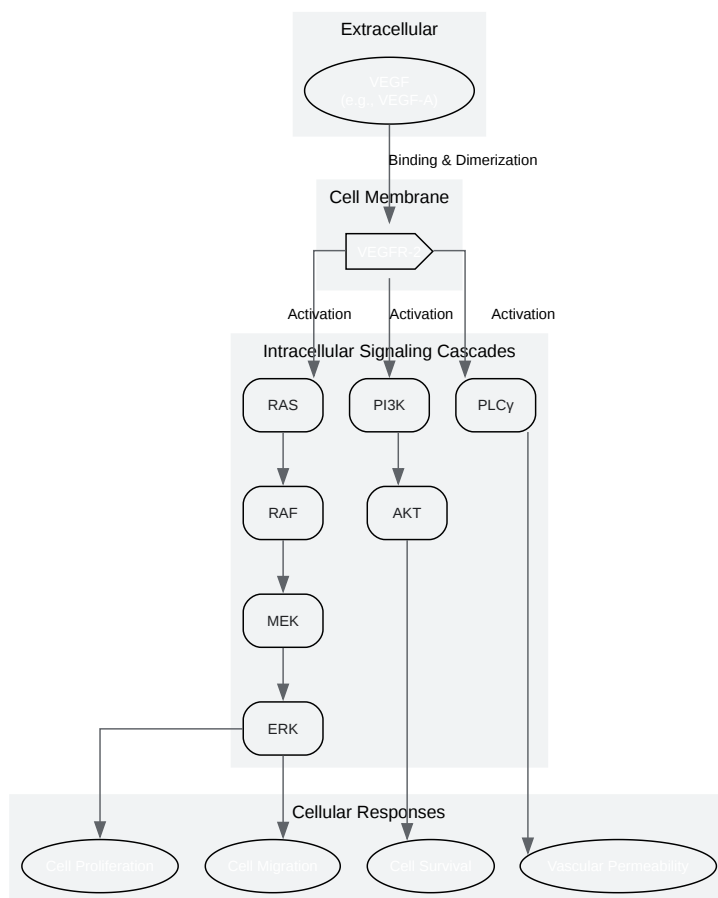 Extracellular
VEGF
(e.g., VEGF-A)
Binding & Dimerization
Cell Membrane
VEGFR-2
Activation
Activation
Activation
Intracellular Signaling Cascades
RAS
PI3K
PLCγ
RAF
AKT
MEK
ERK
Cellular Responses
Cell Proliferation
Cell Migration
Cell Survival
Vascular Permeability